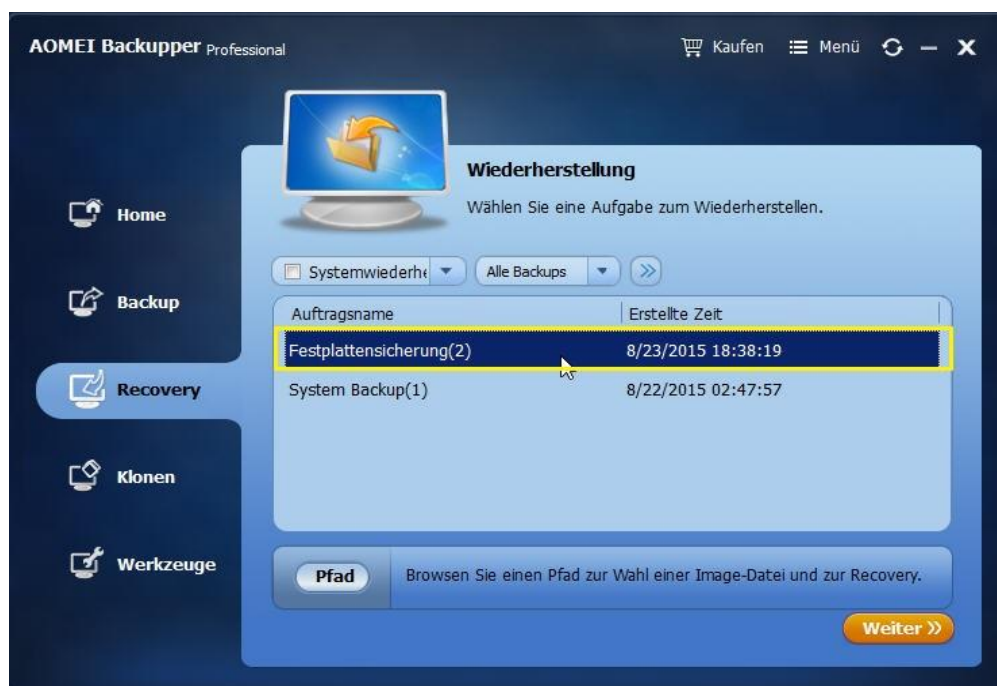 AOMEI Backupper Professional
Kaufen
Menü
Wiederherstellung
Wählen Sie eine Aufgabe zum Wiederherstellen.
Home
Systemwiederhe
Alle Backups
Backup
Auftragsname
Erstellte Zeit
Festplattensicherung(2)
8/23/2015 18:38:19
Recovery
System Backup(1)
8/22/2015 02:47:57
Klonen
Werkzeuge
Pfad
Browsen Sie einen Pfad zur Wahl einer Image-Datei und zur Recovery.
Weiter